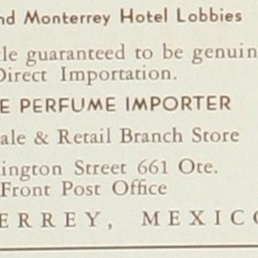 nd Monterrey Hotel Lobbies
le guaranteed to be genuin
Direct Importation.
E PERFUME IMPORTER
ale & Retail Branch Store
ington Street 661 Ote.
Front Post Office
ERREY, MEXICO